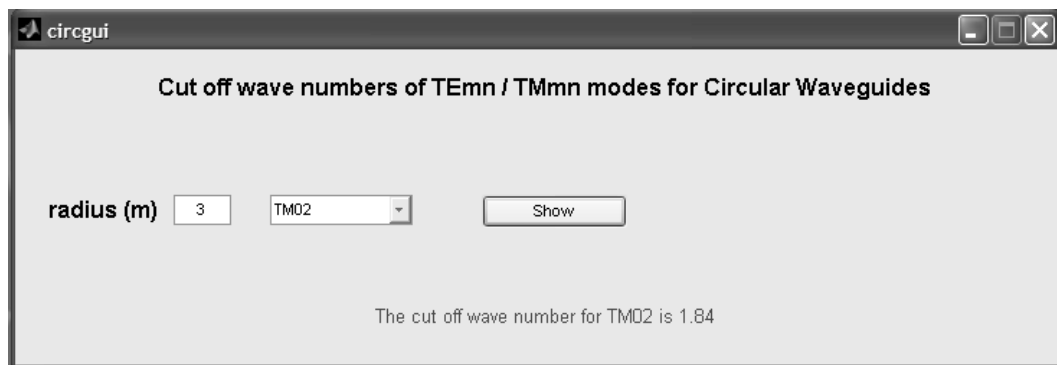 circgui
Cut off wave numbers of TEmn / TMmn modes for Circular Waveguides
radius (m) 3 TM02 Show
The cut off wave number for TM02 is 1.84